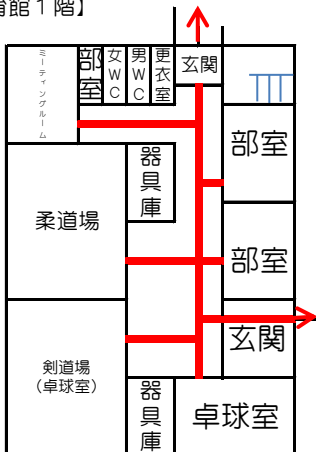 育館1階】
ミーティングルーム
部室
女WC
男WC
更衣室
玄関
部室
器具庫
柔道場
部室
玄関
剣道場
(卓球室)
器具庫
卓球室